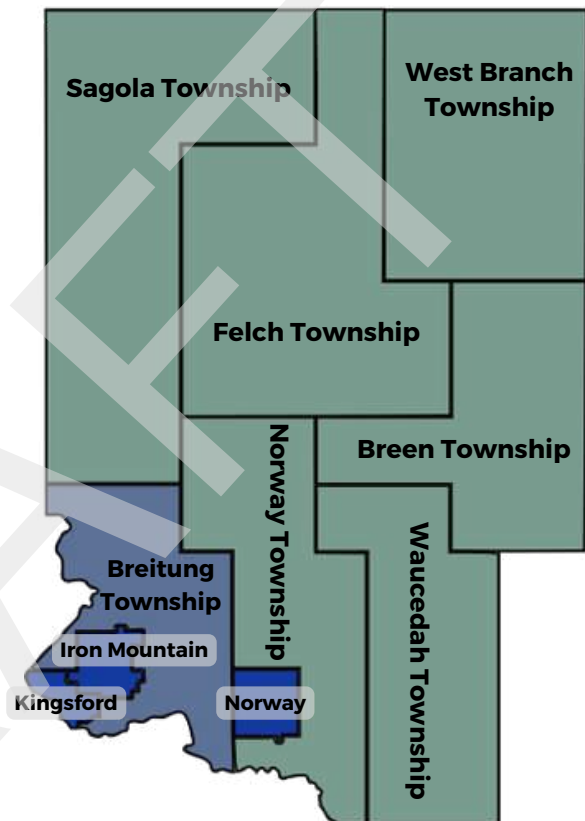 Sagola Township
West Branch
Township
Felch Township
Breen Township
Norway Township
Waucedah Township
Breitung
Township
Iron Mountain
Kingsford
Norway